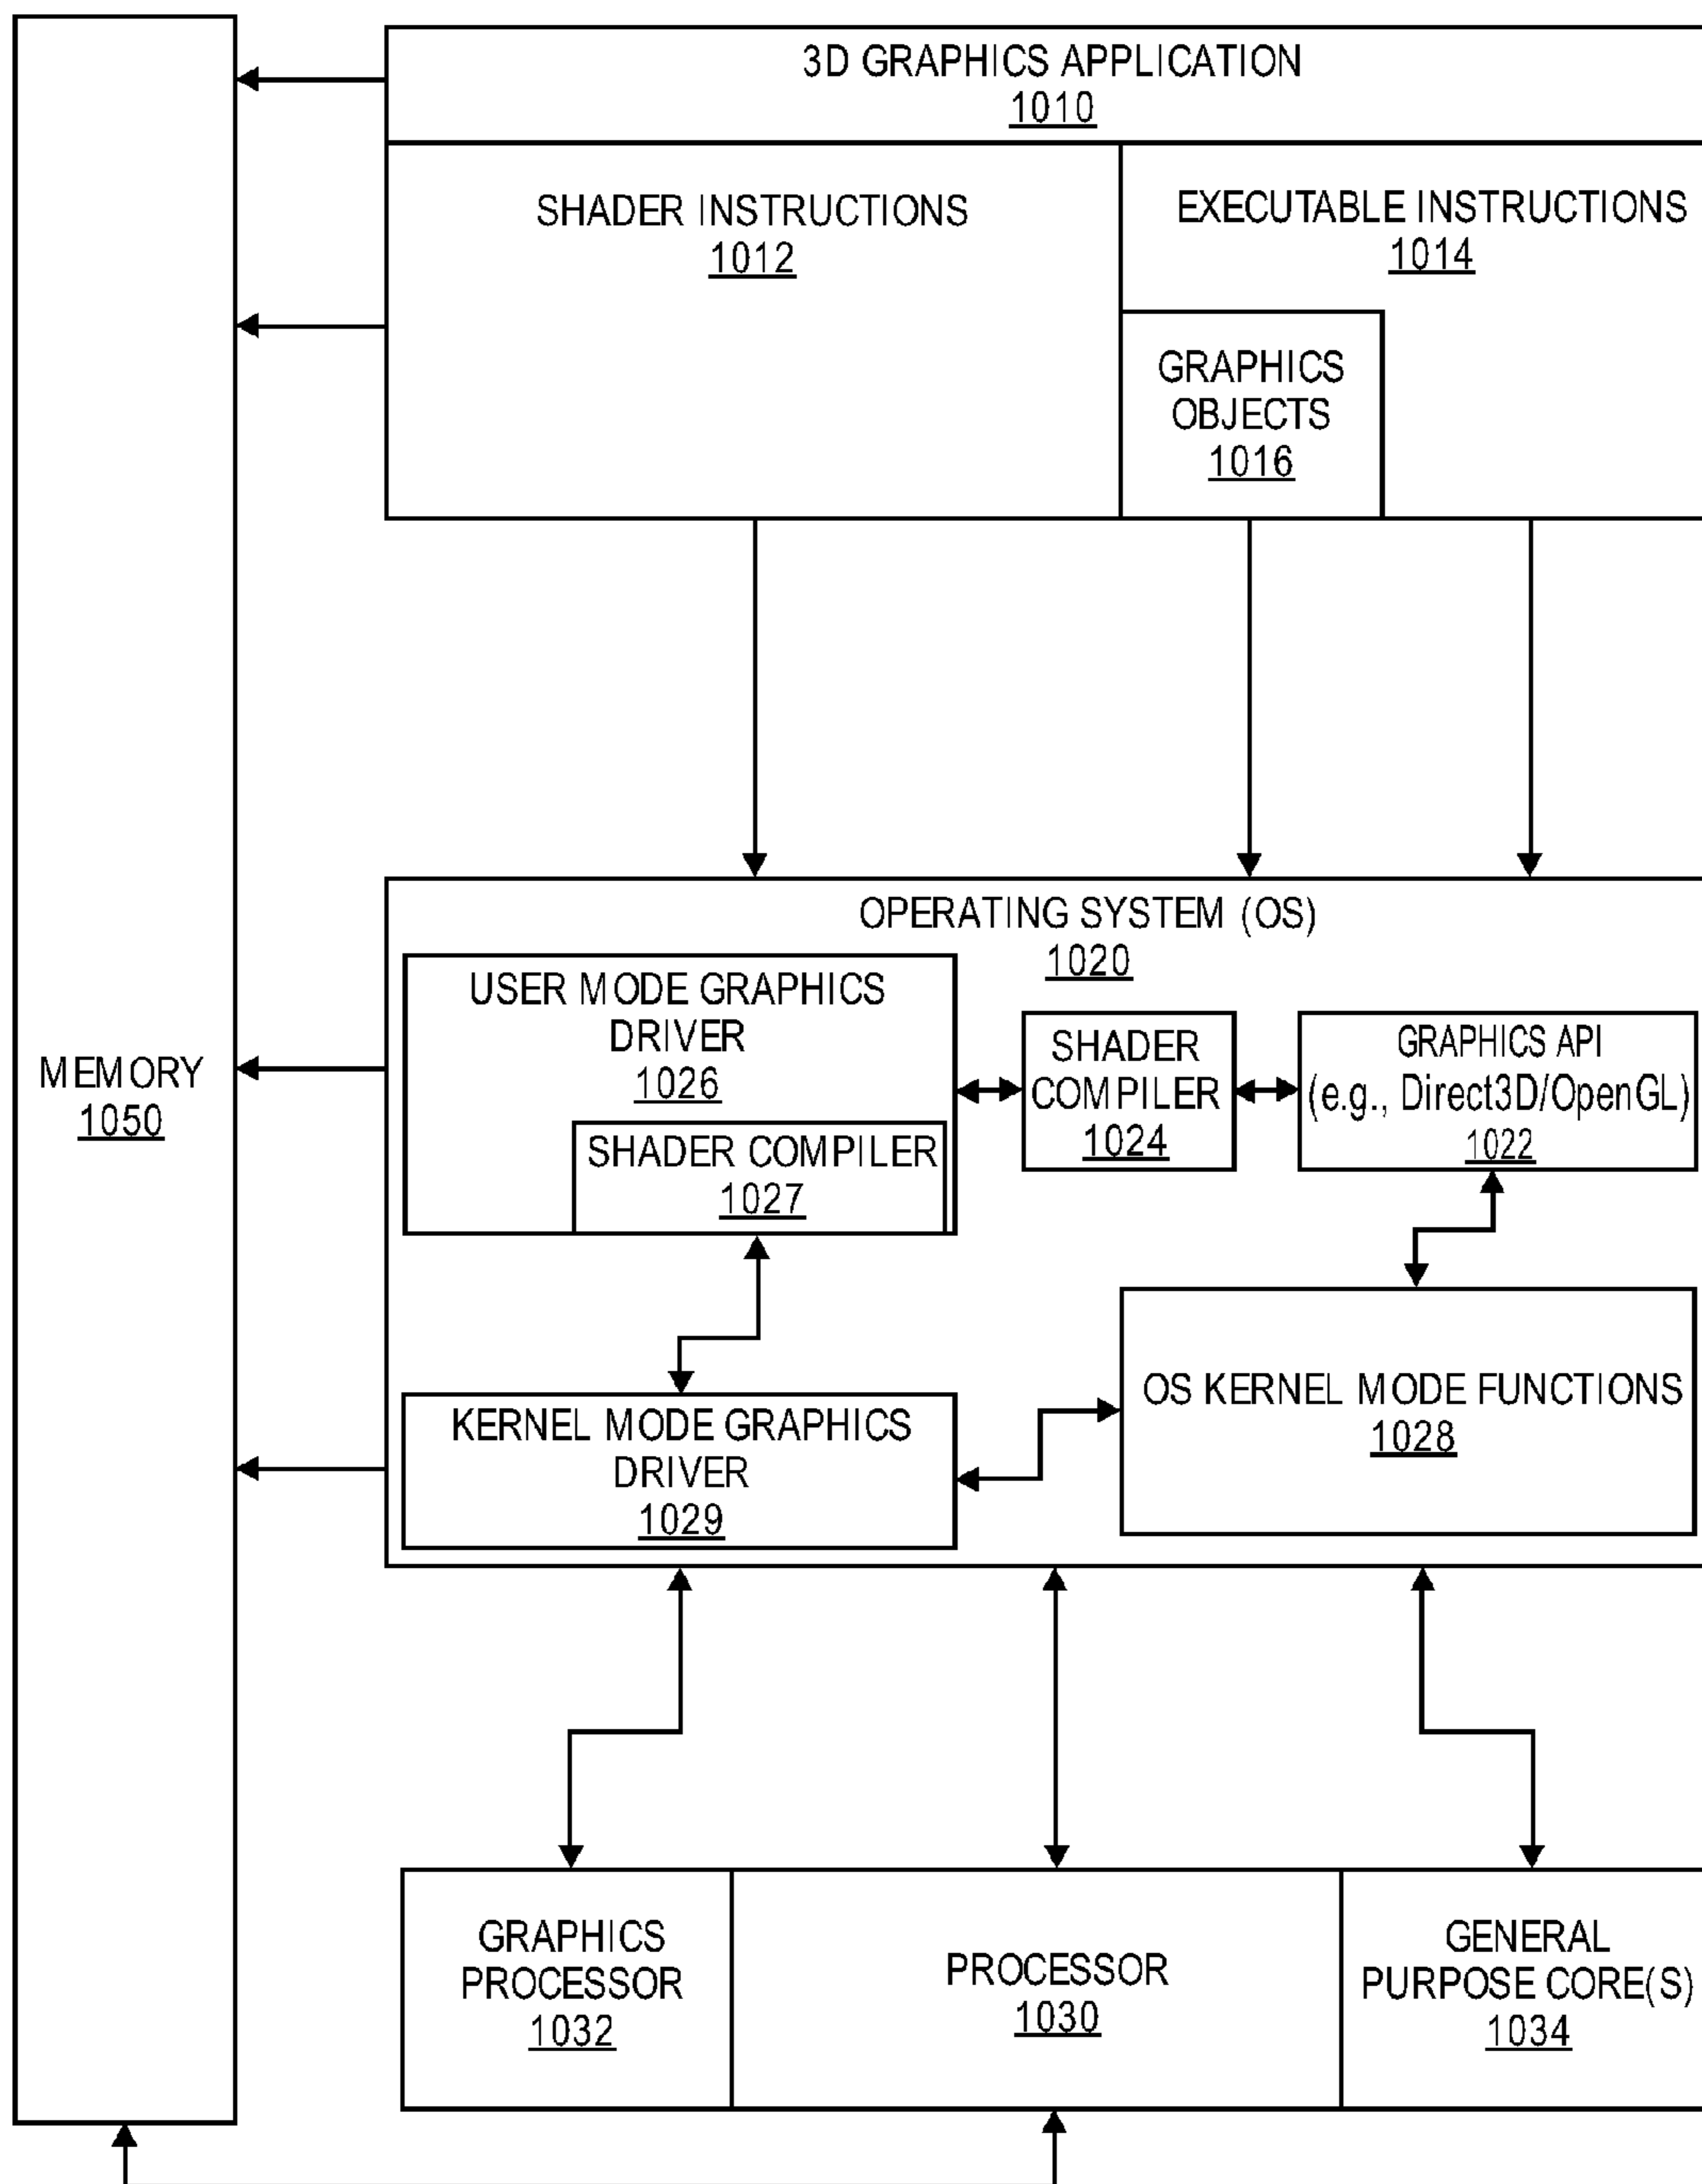 3D GRAPHICS APPLICATION
1010
SHADER INSTRUCTIONS
1012
EXECUTABLE INSTRUCTIONS
1014
GRAPHICS
OBJECTS
1016
OPERATING SYSTEM (OS)
1020
USER MODE GRAPHICS
DRIVER
1026
SHADER COMPILER
1027
SHADER
COMPILER
1024
GRAPHICS API
(e.g., Direct3D/OpenGL)
1022
MEMORY
1050
KERNEL MODE GRAPHICS
DRIVER
1029
OS KERNEL MODE FUNCTIONS
1028
GRAPHICS
PROCESSOR
1032
PROCESSOR
1030
GENERAL
PURPOSE CORE(S)
1034